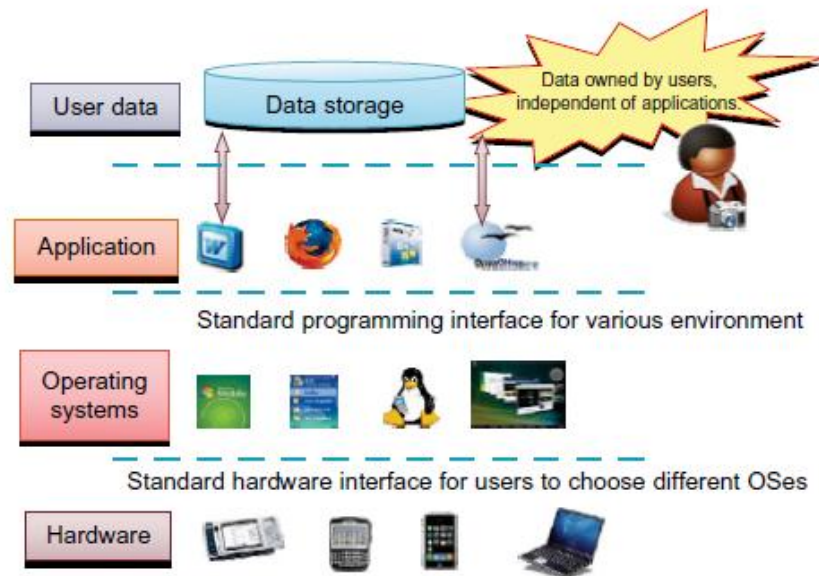 Data owned by users,
independent of applications.
User data
Data storage
Application
W
Standard programming interface for various environment
Operating
systems
Standard hardware interface for users to choose different OSes
Hardware